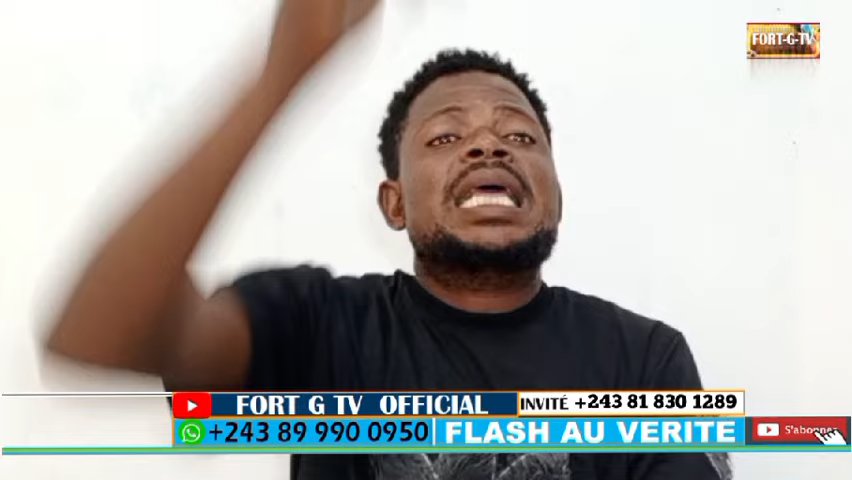 FORT-G-TV
FORT G TV OFFICIAL
INVITÉ +243 81 830 1289
+243 89 990 0950
FLASH AU VERITE
S'abonner